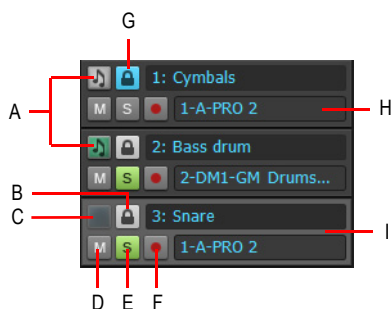 G
1: Cymbals
A
M S 1-A-PRO 2
H
2: Bass drum
B
M S 2-DM1-GM Drums...
C
3: Snare
I
M S 1-A-PRO 2
D E F